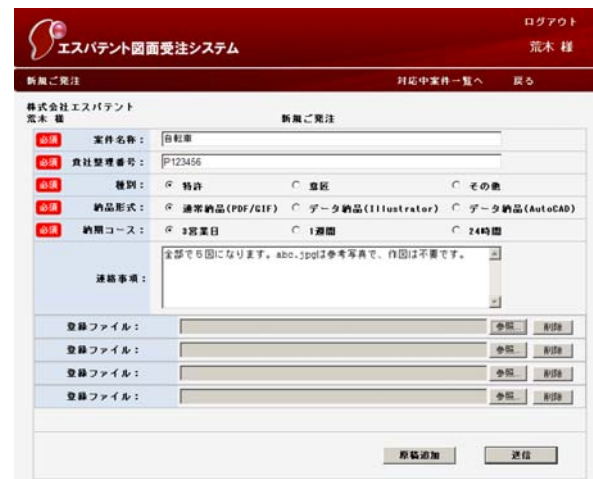 ログアウト
エスパテント図面受注システム
荒木 様
新規ご発注 対応中案件一覧へ 戻る
株式会社エスパテント
荒木 様
新規ご発注
必須 案件名称： 自転車
必須 貴社整理番号： P123456
必須 種別： 特許 意匠 その他
必須 納品形式： 通常納品(PDF/GIF) データ納品(Illustrator) データ納品(AutoCAD)
必須 納期コース： 3営業日 1週間 24時間
連絡事項： 全部で5図になります。abc.jpgは参考写真で、作図は不要です。
登録ファイル： 参照... 削除
登録ファイル： 参照... 削除
登録ファイル： 参照... 削除
登録ファイル： 参照... 削除
原稿追加 送信